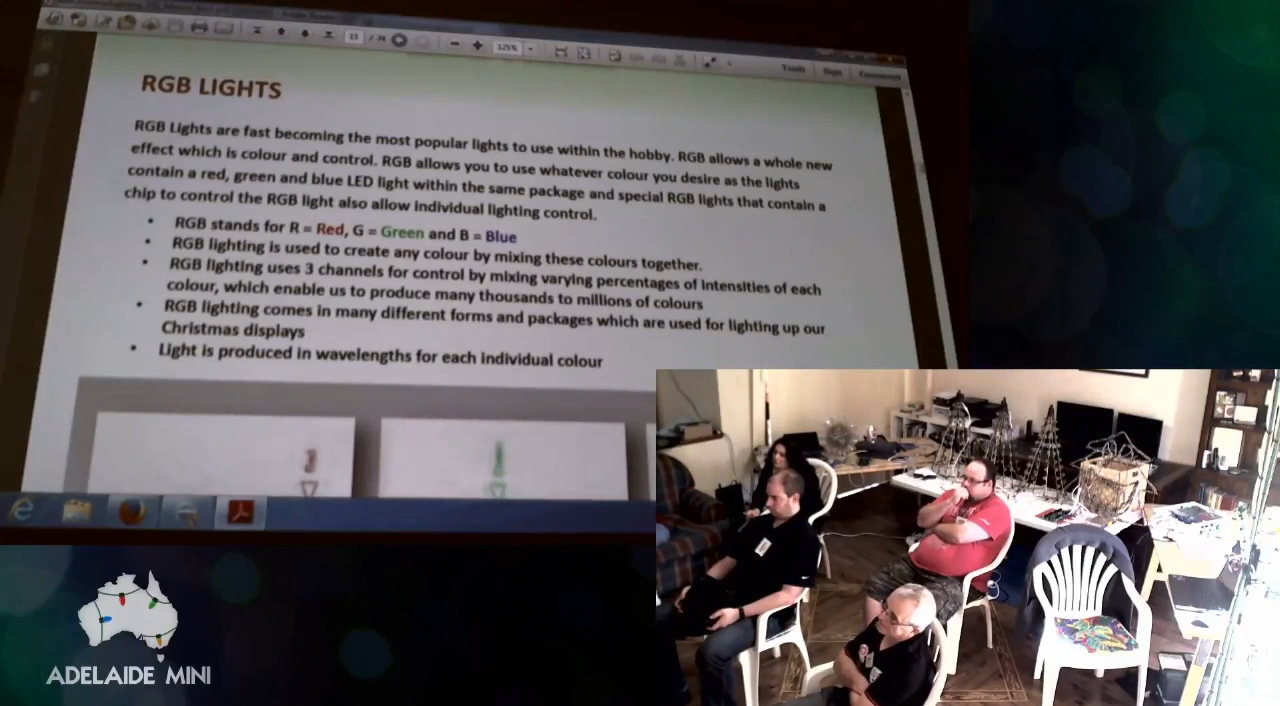 15 / 74
125%
Tools
Sign
Comment
RGB LIGHTS
RGB Lights are fast becoming the most popular lights to use within the hobby. RGB allows a whole new
effect which is colour and control. RGB allows you to use whatever colour you desire as the lights
contain a red, green and blue LED light within the same package and special RGB lights that contain a
chip to control the RGB light also allow individual lighting control.
• RGB stands for R = Red, G = Green and B = Blue
• RGB lighting is used to create any colour by mixing these colours together.
• RGB lighting uses 3 channels for control by mixing varying percentages of intensities of each
colour, which enable us to produce many thousands to millions of colours
• RGB lighting comes in many different forms and packages which are used for lighting up our
Christmas displays
• Light is produced in wavelengths for each individual colour
ADELAIDE MINI